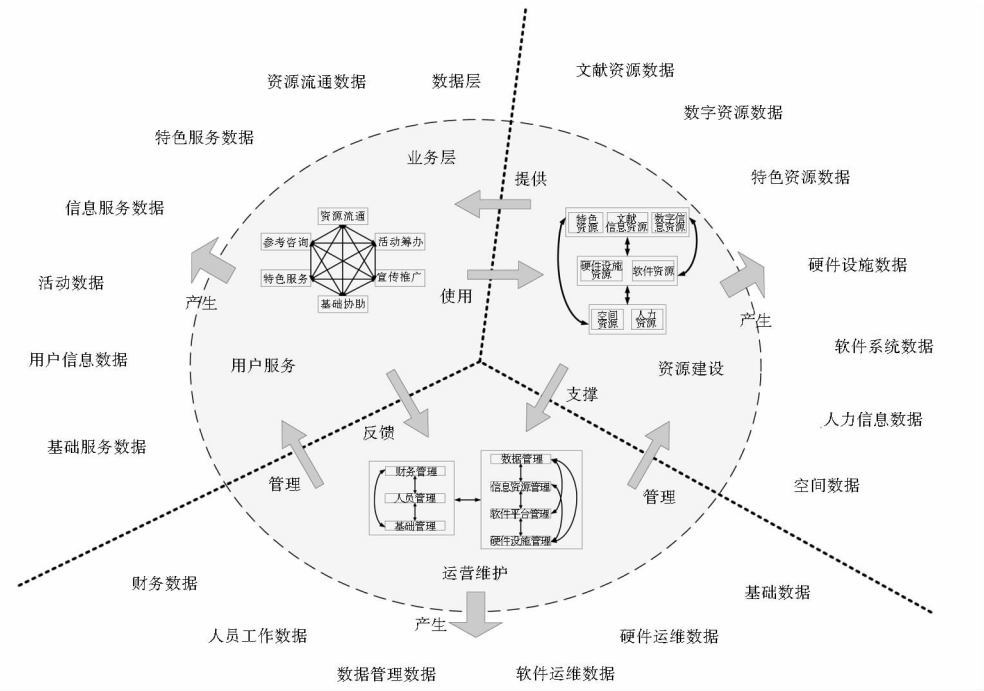 资源流通数据
数据层
文献资源数据
数字资源数据
特色服务数据
业务层
提供
特色资源数据
信息服务数据
资源流通
参考咨询
活动筹办
特色服务
宣传推广
基础协助
特色
资源
文献
信息资源
数字信
息资源
硬件设施
资源
软件资源
空间
资源
人力
资源
硬件设施数据
活动数据
产生
使用
产生
用户信息数据
用户服务
资源建设
软件系统数据
支撑
反馈
人力信息数据
基础服务数据
管理
管理
空间数据
财务管理
人员管理
基础管理
数据管理
信息资源管理
软件平台管理
硬件设施管理
运营维护
财务数据
基础数据
产生
人员工作数据
硬件运维数据
数据管理数据
软件运维数据